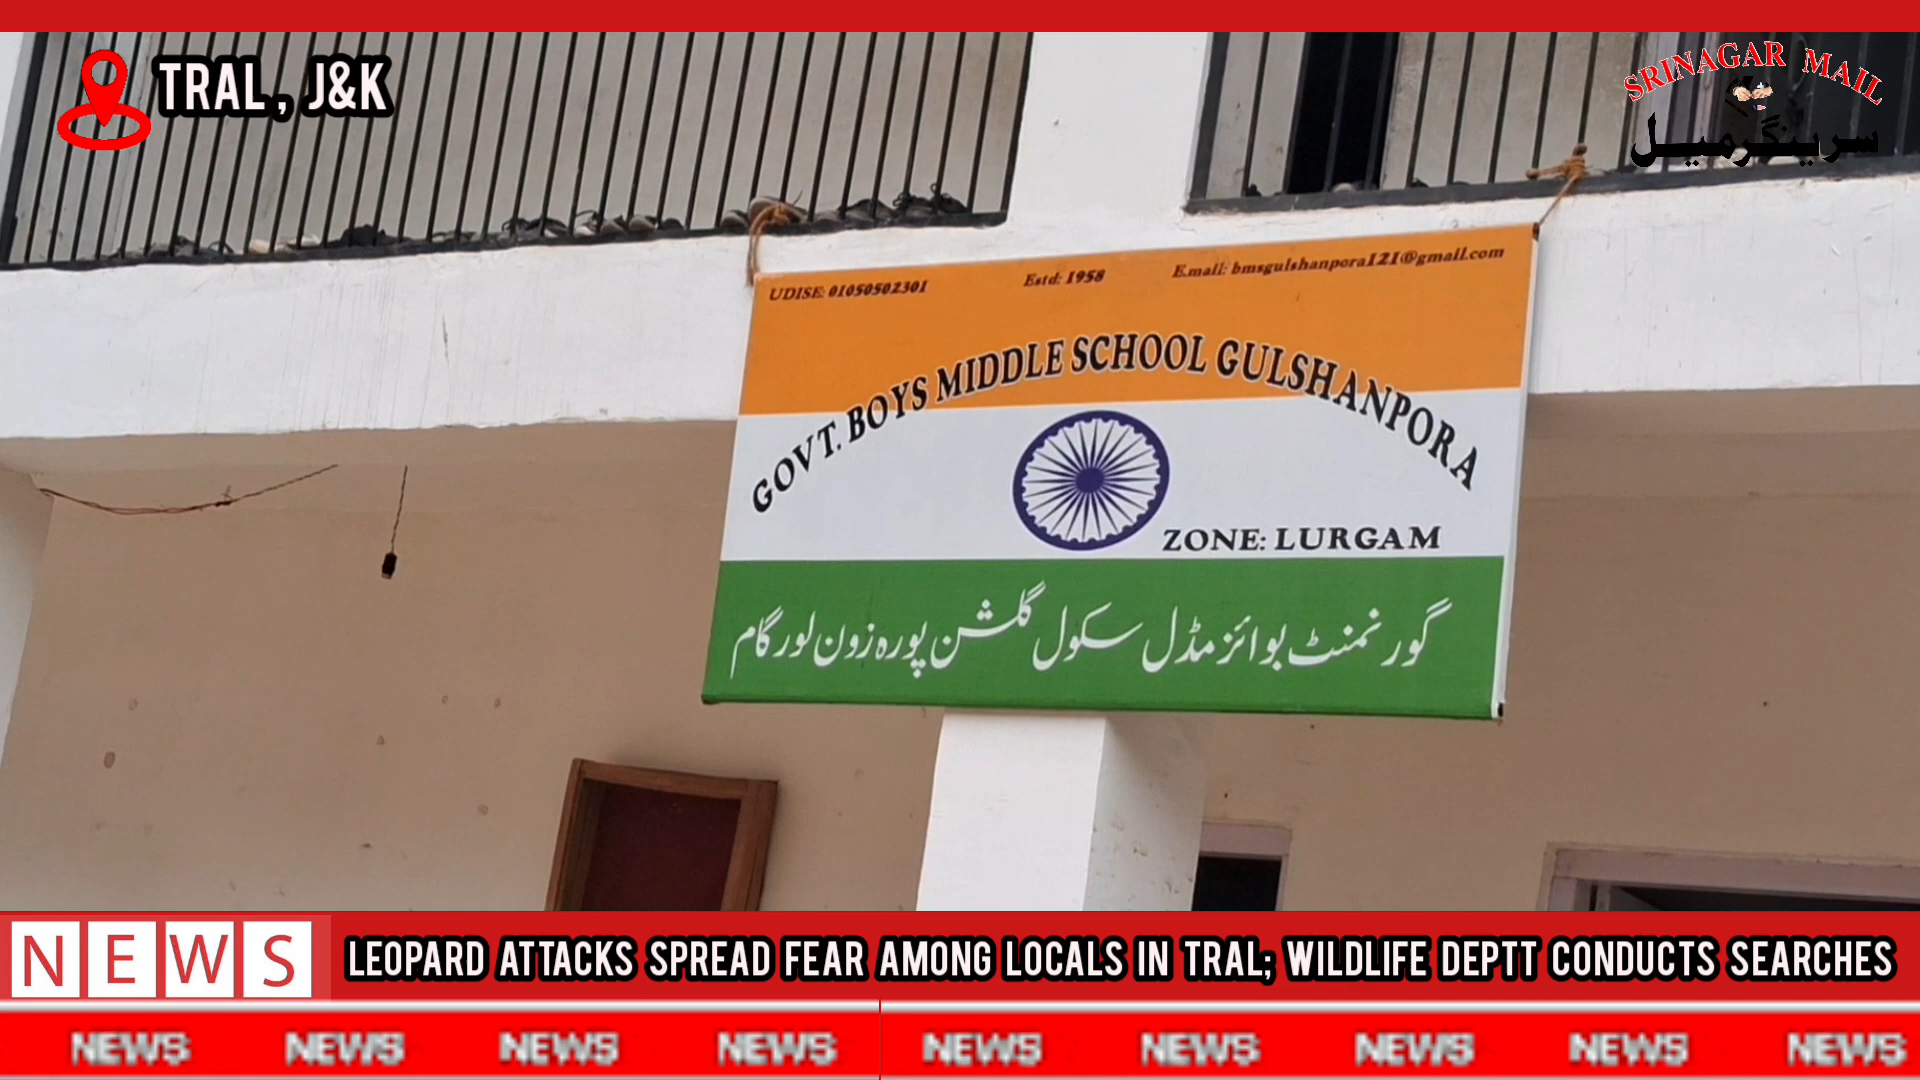 TRAL, J&K
SRINAGAR MAIL
سرینگرمیل
UDISE: 01050502301
Estd: 1958
E.mail: bmsgulshanpora121@gmail.com
GOVT. BOYS MIDDLE SCHOOL GULSHANPORA
ZONE: LURGAM
گورنمنٹ بوائز مڈل سکول گلشن پورہ زون لورگام
NEWS
LEOPARD ATTACKS SPREAD FEAR AMONG LOCALS IN TRAL; WILDLIFE DEPTT CONDUCTS SEARCHES
NEWS NEWS NEWS NEWS NEWS NEWS NEWS NEWS NEWS